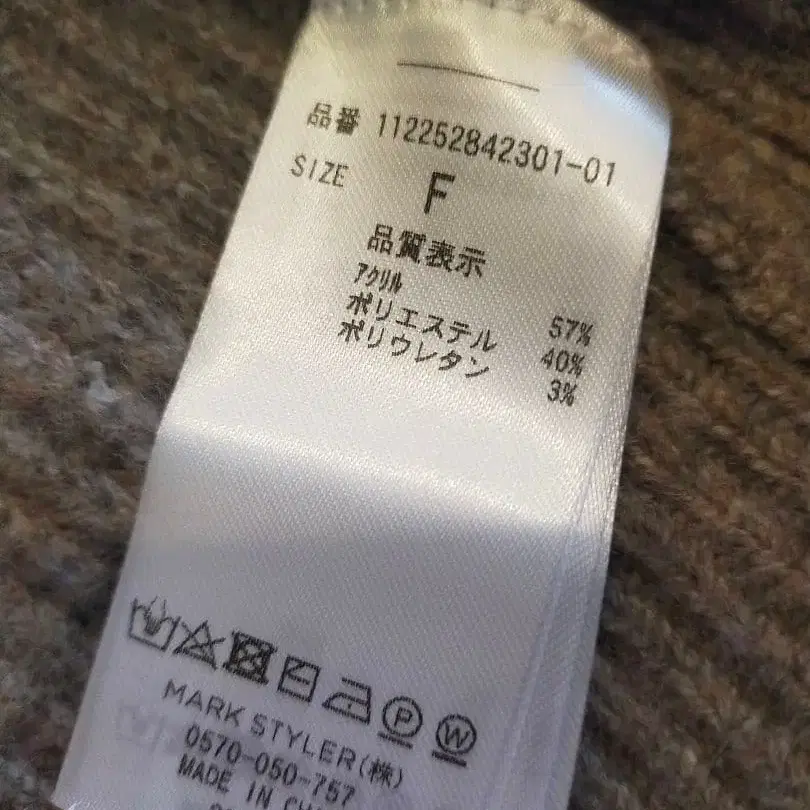 品番 112252842301-01
SIZE F
品質表示
アクリル 57%
ポリエステル 40%
ポリウレタン 3%
P W
MARK STYLER(株)
0570-050-757
MADE IN